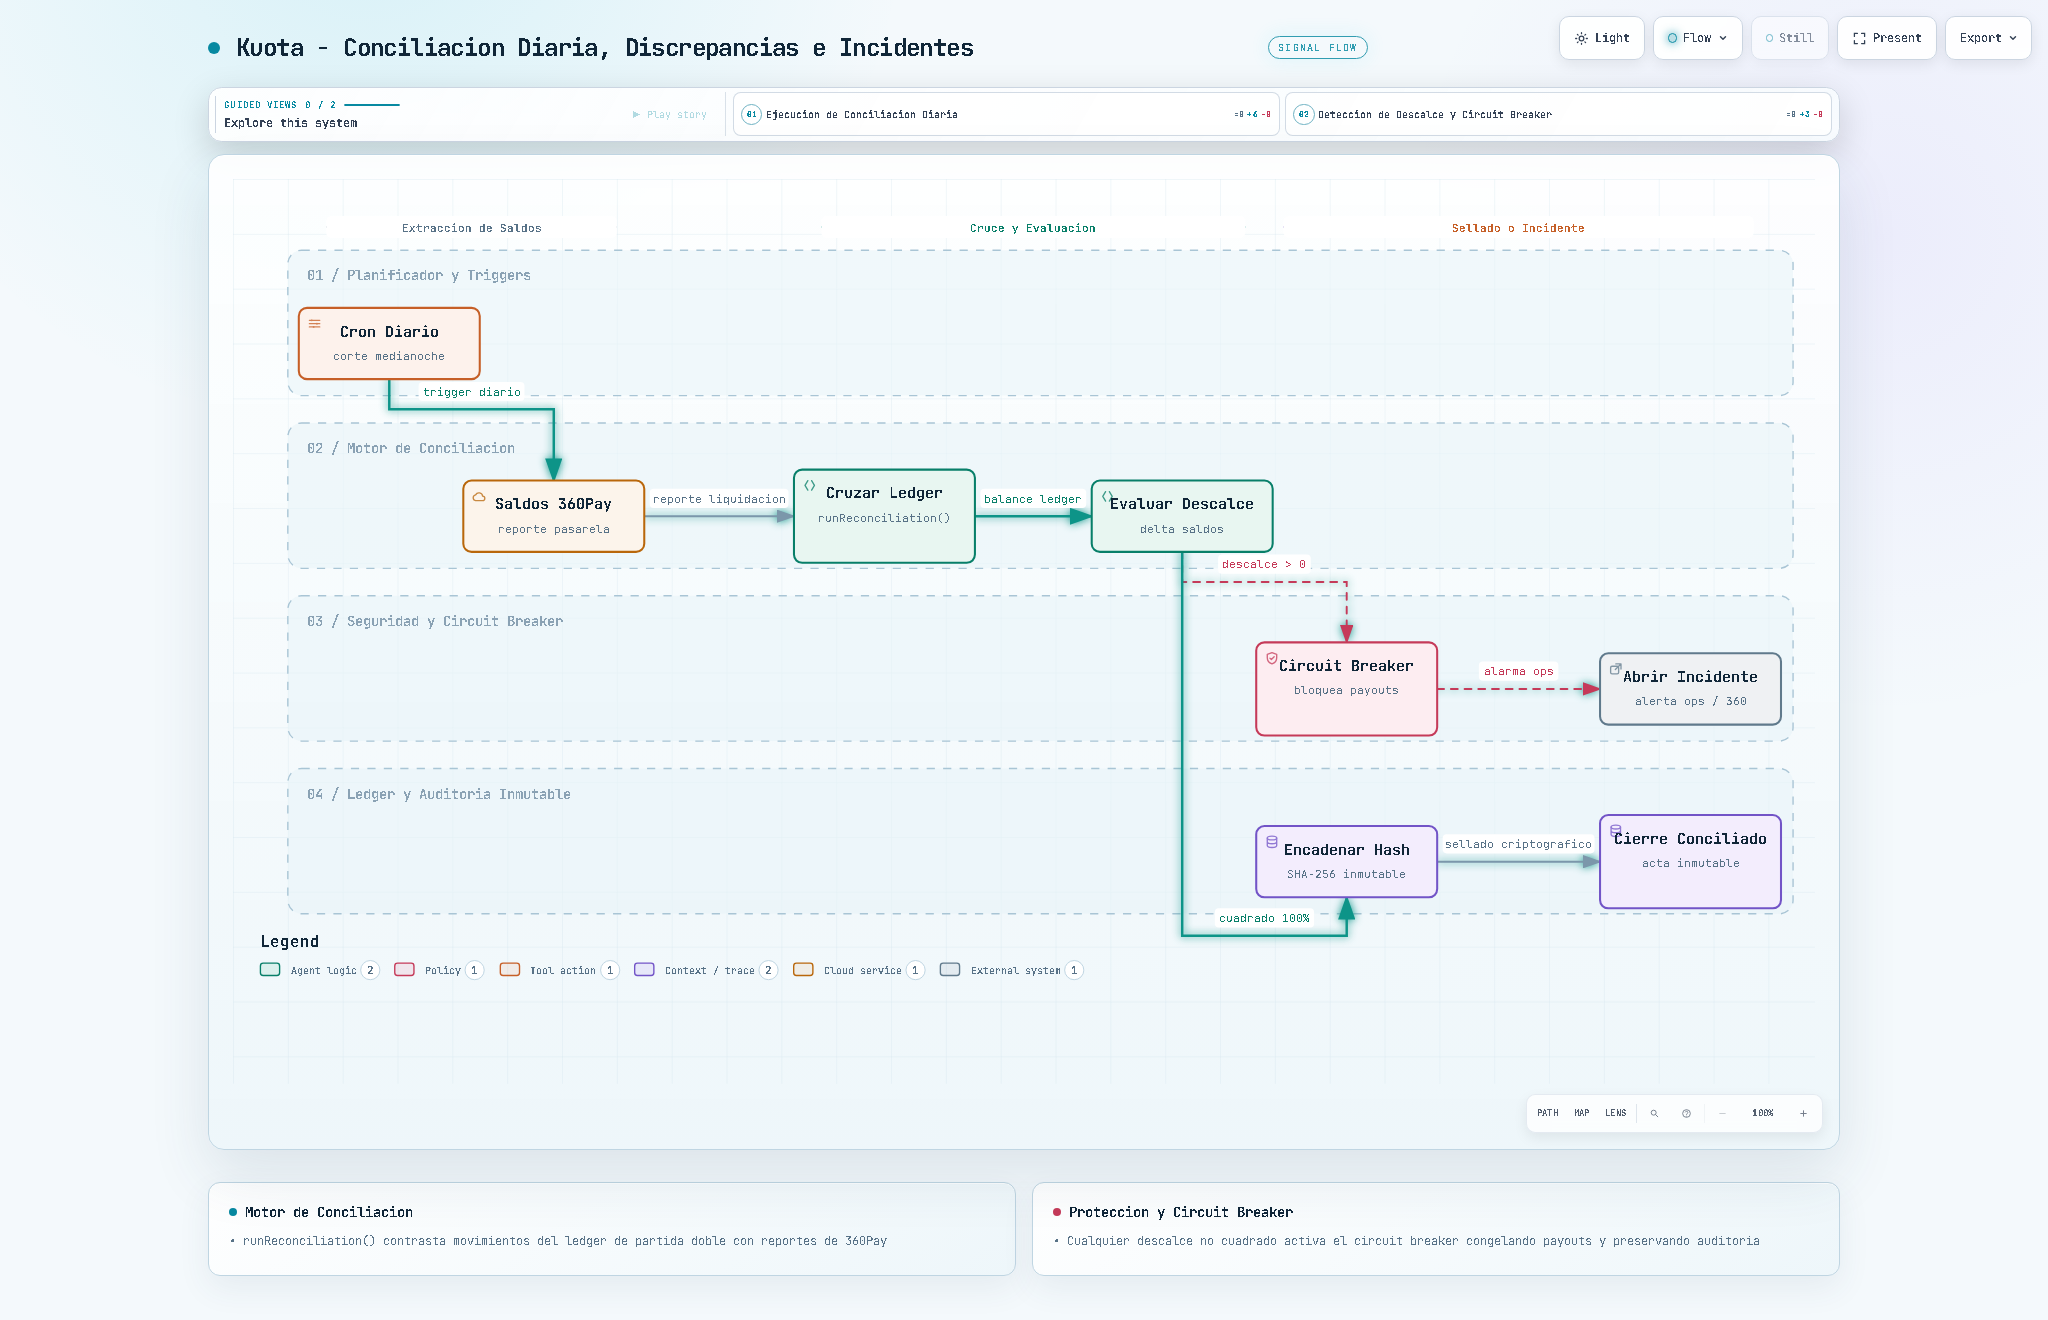 Kuota - Conciliacion Diaria, Discrepancias e Incidentes
SIGNAL FLOW
Light
Flow
Still
Present
Export
GUIDED VIEWS 0 / 2
Explore this system
Play story
01 Ejecucion de Conciliacion Diaria
=0 +6 -0
02 Deteccion de Descalce y Circuit Breaker
=0 +3 -0
Extraccion de Saldos
Cruce y Evaluacion
Sellado o Incidente
01 / Planificador y Triggers
Cron Diario
corte medianoche
trigger diario
02 / Motor de Conciliacion
Saldos 360Pay
reporte pasarela
reporte liquidacion
Cruzar Ledger
runReconciliation()
balance ledger
Evaluar Descalce
delta saldos
descalce > 0
03 / Seguridad y Circuit Breaker
Circuit Breaker
bloquea payouts
alarma ops
Abrir Incidente
alerta ops / 360
04 / Ledger y Auditoria Inmutable
Encadenar Hash
SHA-256 inmutable
sellado criptografico
Cierre Conciliado
acta inmutable
cuadrado 100%
Legend
Agent logic 2
Policy 1
Tool action 1
Context / trace 2
Cloud service 1
External system 1
PATH MAP LENS − 100% +
Motor de Conciliacion
• runReconciliation() contrasta movimientos del ledger de partida doble con reportes de 360Pay
Proteccion y Circuit Breaker
• Cualquier descalce no cuadrado activa el circuit breaker congelando payouts y preservando auditoria